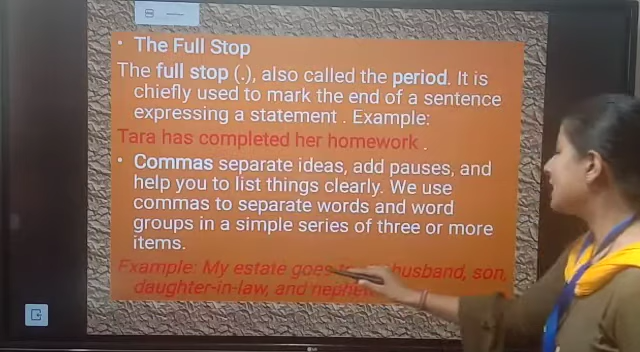 • The Full Stop
The full stop (.), also called the period. It is
chiefly used to mark the end of a sentence
expressing a statement . Example:
Tara has completed her homework .
• Commas separate ideas, add pauses, and
help you to list things clearly. We use
commas to separate words and word
groups in a simple series of three or more
items.
Example: My estate goes husband, son,
daughter-in-law, and nephew